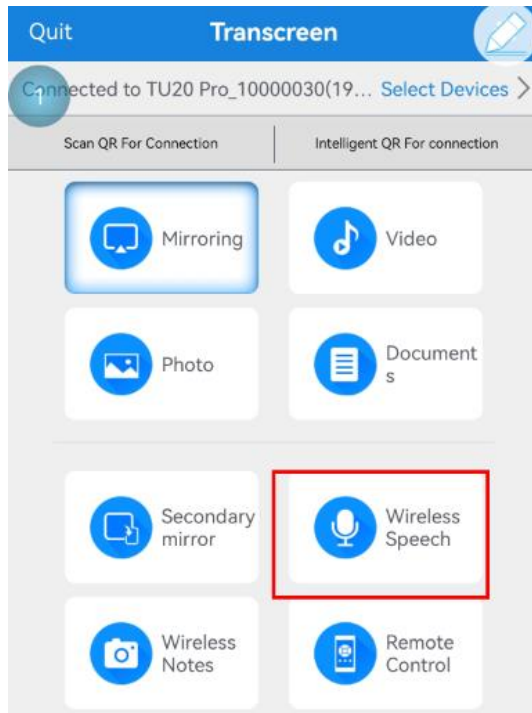 Quit
Transcreen
Connected to TU20 Pro_10000030(19... Select Devices >
1
Scan QR For Connection
Intelligent QR For connection
Mirroring
Video
Photo
Document
s
Secondary
mirror
Wireless
Speech
Wireless
Notes
Remote
Control